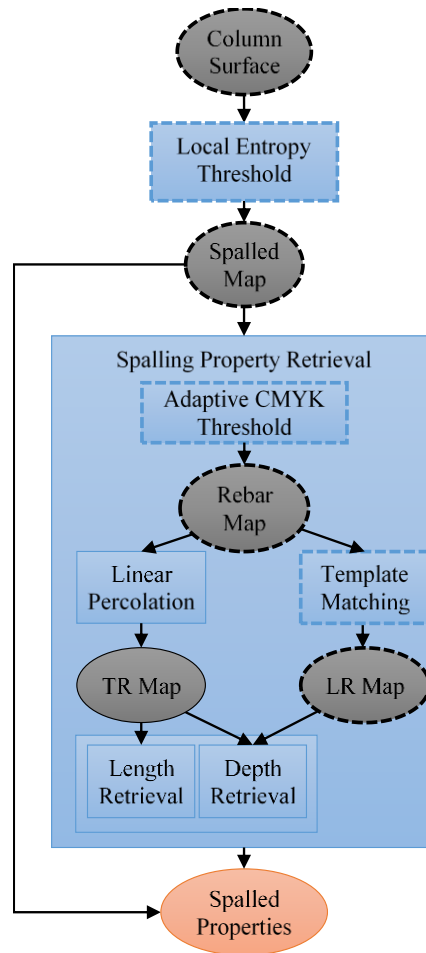 Column
Surface
Local Entropy
Threshold
Spalled
Map
Spalling Property Retrieval
Adaptive CMYK
Threshold
Rebar
Map
Linear
Percolation
Template
Matching
TR Map
LR Map
Length
Retrieval
Depth
Retrieval
Spalled
Properties